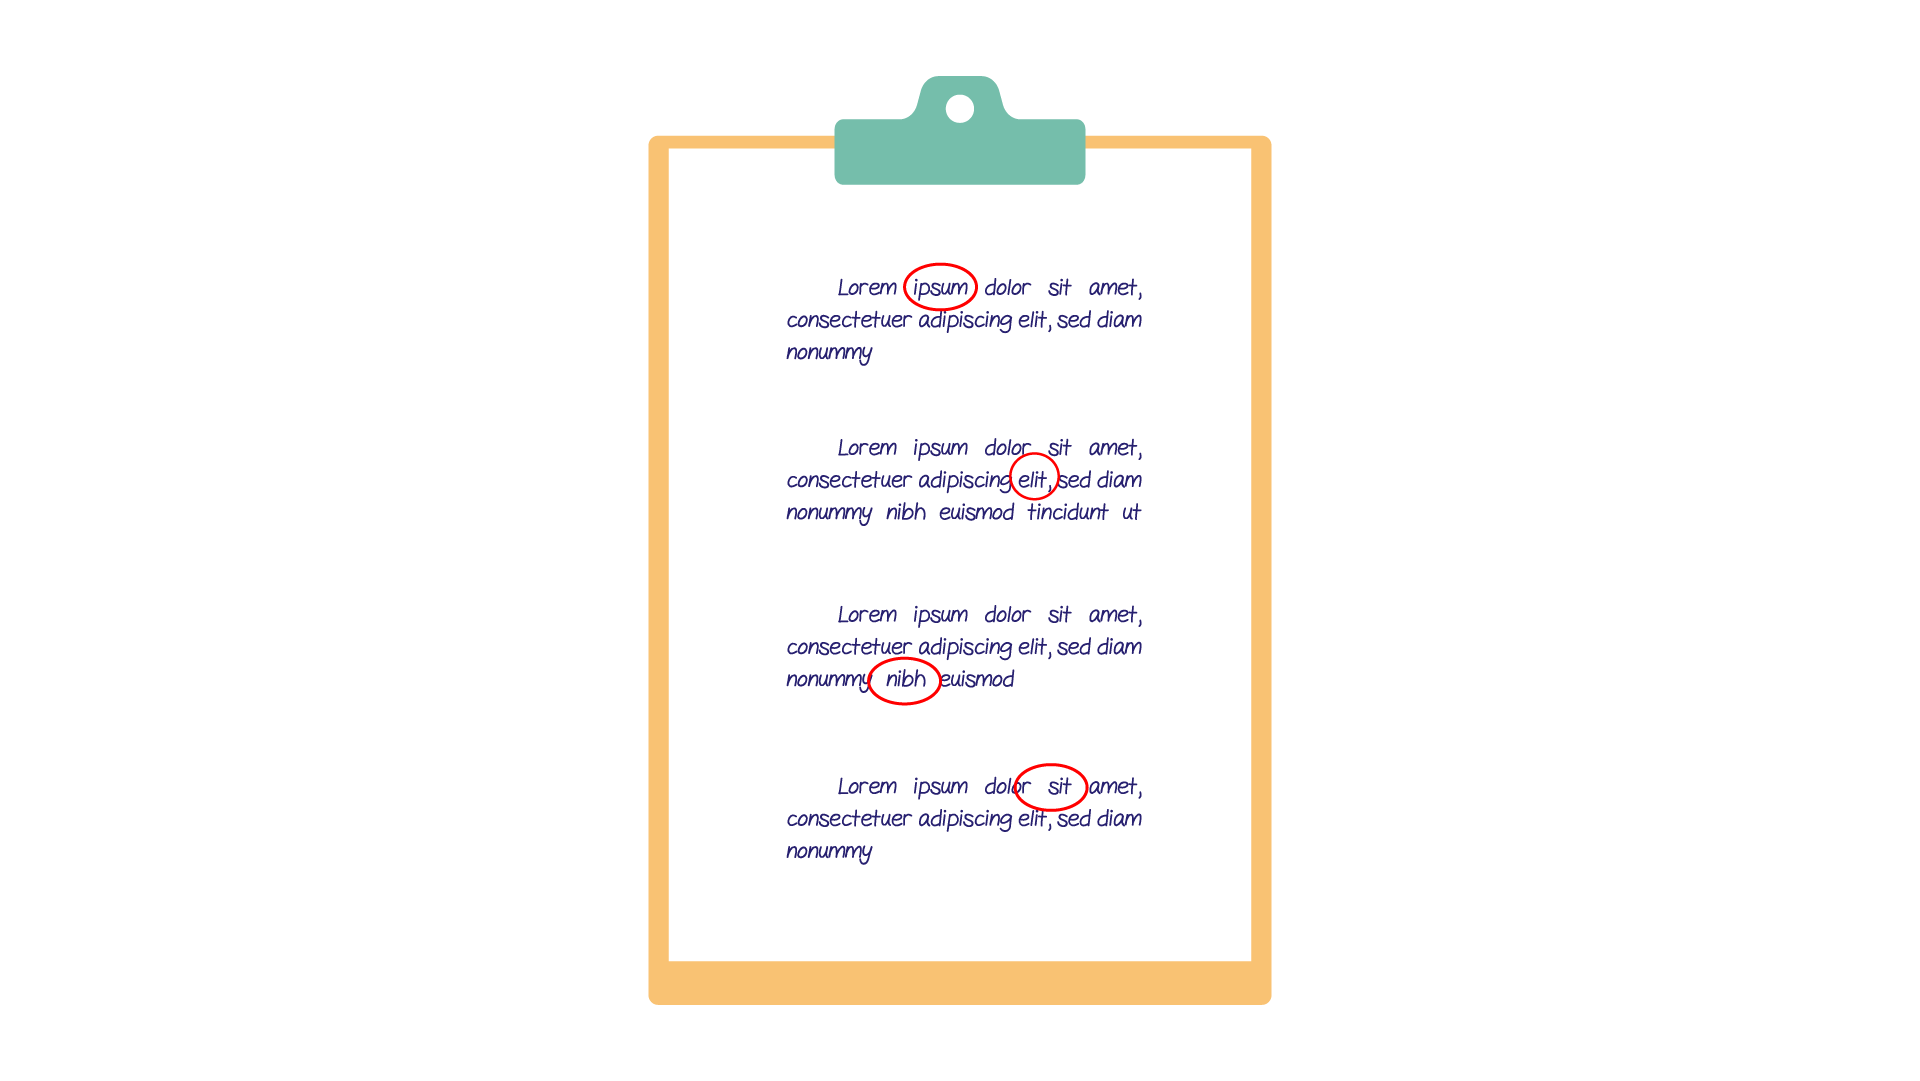 Lorem ipsum dolor sit amet,
consectetuer adipiscing elit, sed diam
nonummy
Lorem ipsum dolor sit amet,
consectetuer adipiscing elit, sed diam
nonummy nibh euismod tincidunt ut
Lorem ipsum dolor sit amet,
consectetuer adipiscing elit, sed diam
nonummy nibh euismod
Lorem ipsum dolor sit amet,
consectetuer adipiscing elit, sed diam
nonummy